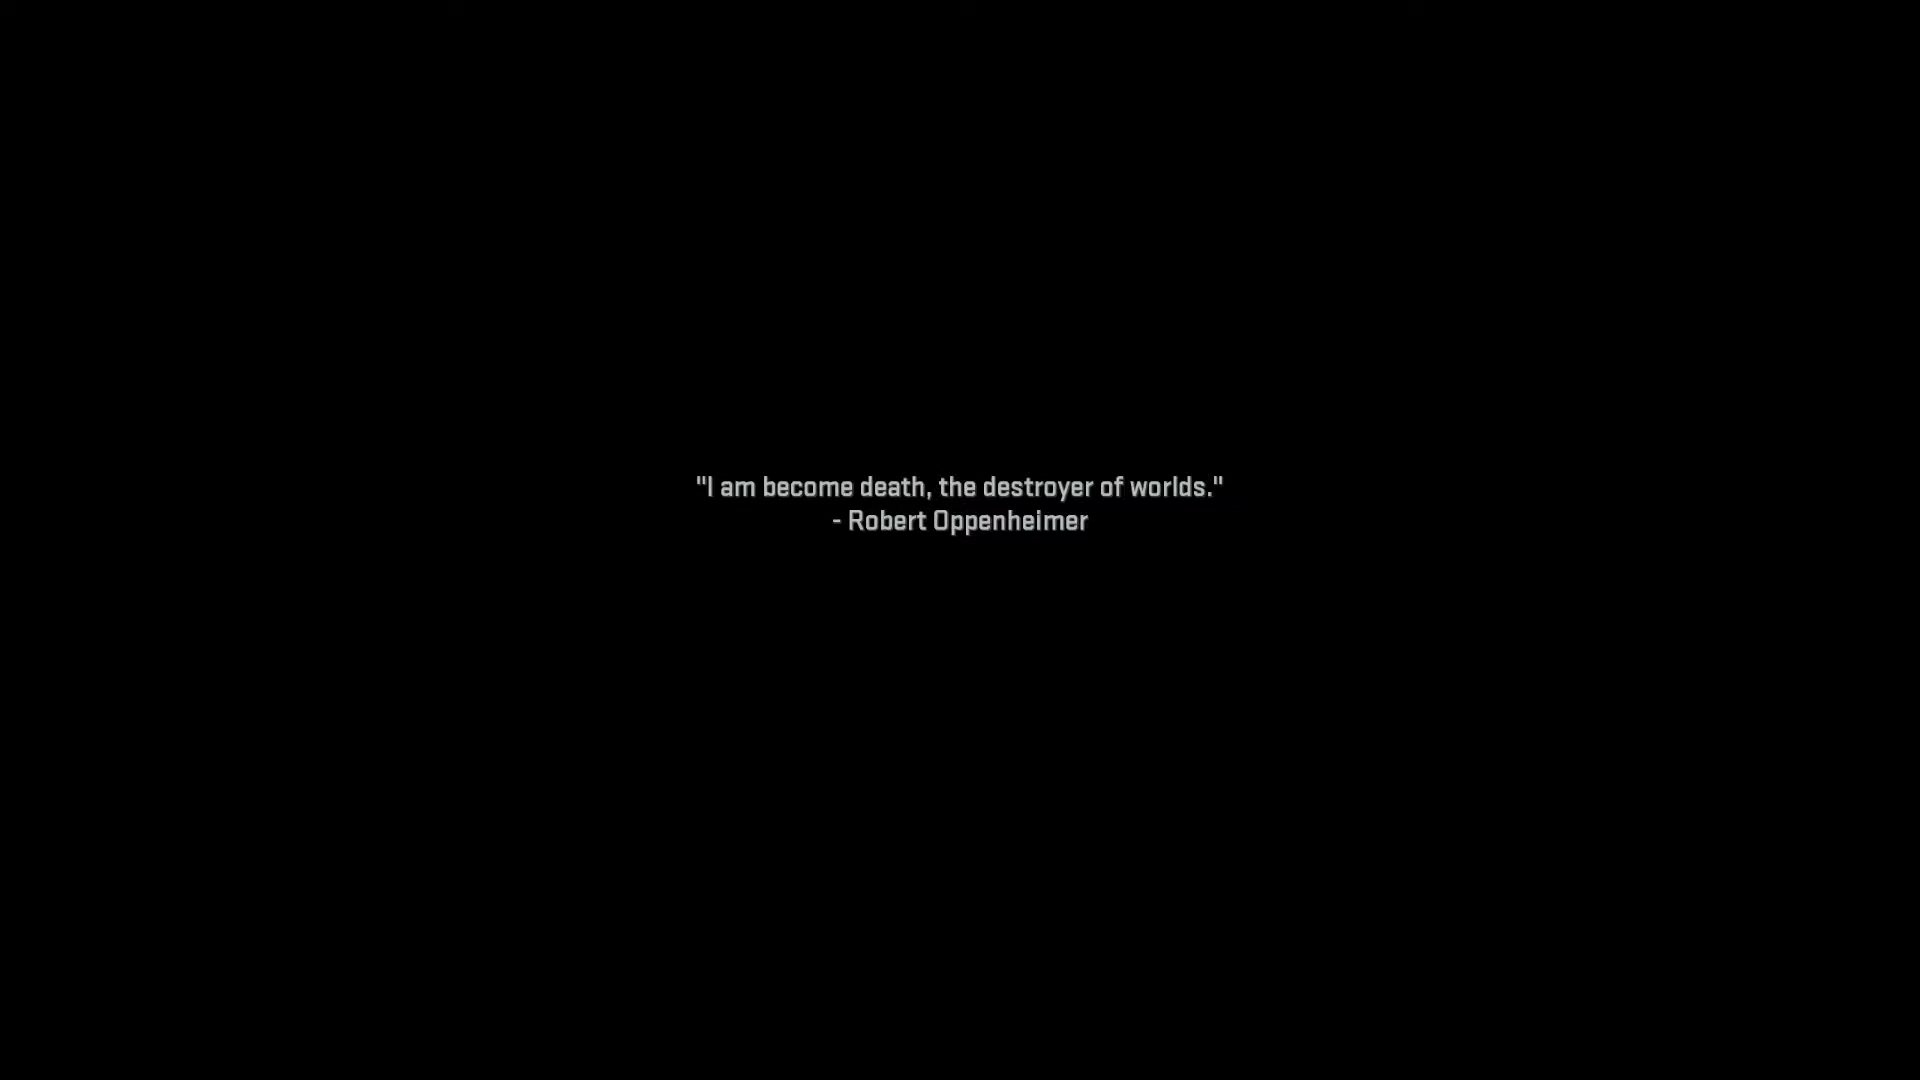 "I am become death, the destroyer of worlds."
- Robert Oppenheimer